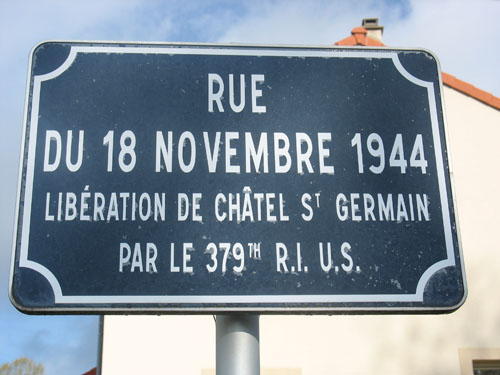 RUE
DU 18 NOVEMBRE 1944
LIBÉRATION DE CHÂTEL ST GERMAIN
PAR LE 379TH R.I. U.S.